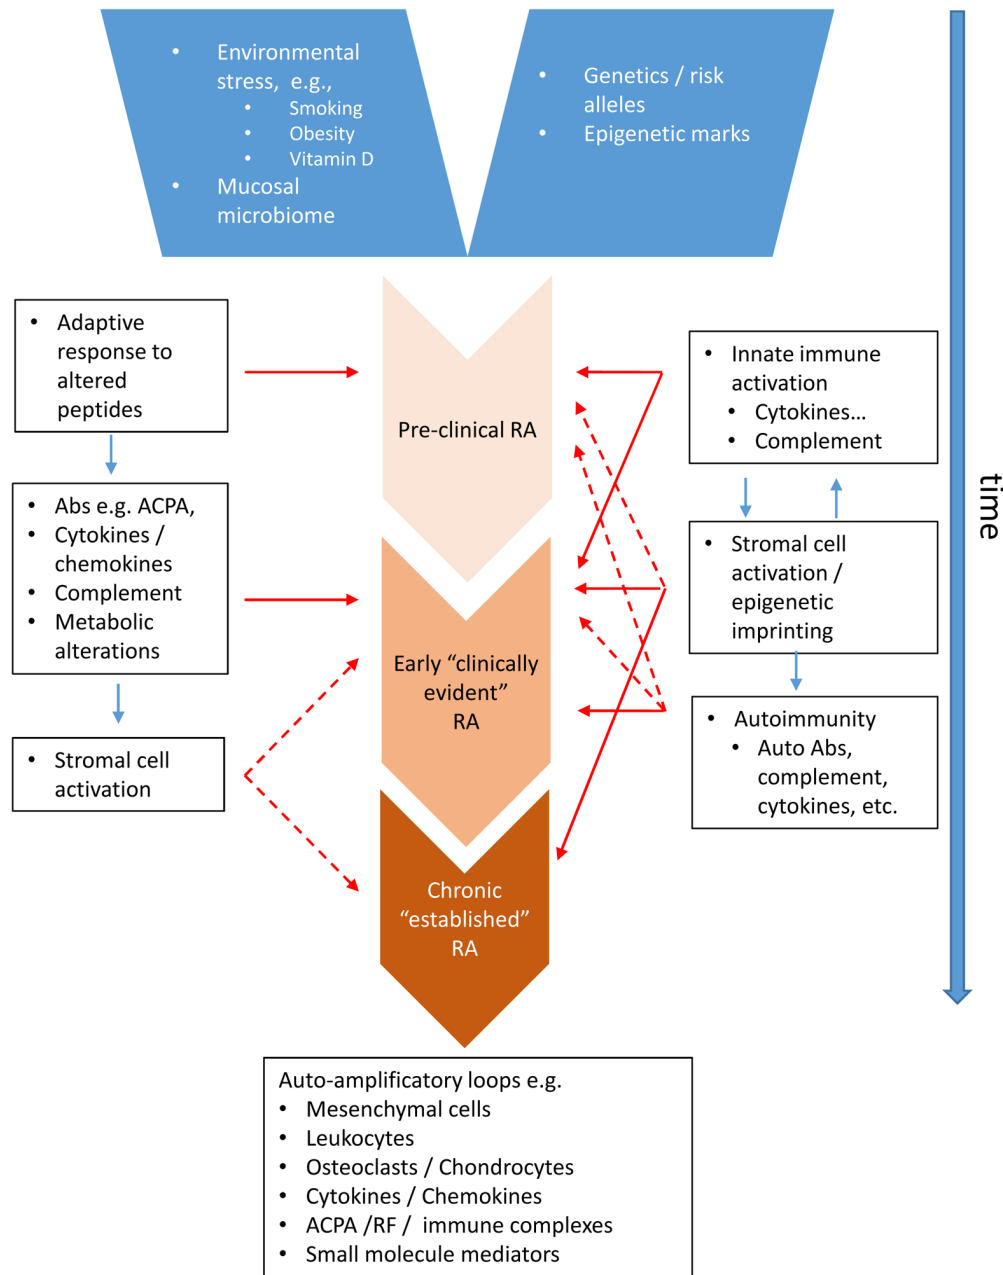 • Environmental
stress, e.g.,
• Smoking
• Obesity
• Vitamin D
• Mucosal
microbiome
• Genetics / risk
alleles
• Epigenetic marks
• Adaptive
response to
altered
peptides
• Abs e.g. ACPA,
• Cytokines /
chemokines
• Complement
• Metabolic
alterations
• Stromal cell
activation
Pre-clinical RA
Early “clinically
evident”
RA
Chronic
“established”
RA
• Innate immune
activation
• Cytokines…
• Complement
• Stromal cell
activation /
epigenetic
imprinting
• Autoimmunity
• Auto Abs,
complement,
cytokines, etc.
time
Auto-amplificatory loops e.g.
• Mesenchymal cells
• Leukocytes
• Osteoclasts / Chondrocytes
• Cytokines / Chemokines
• ACPA /RF / immune complexes
• Small molecule mediators